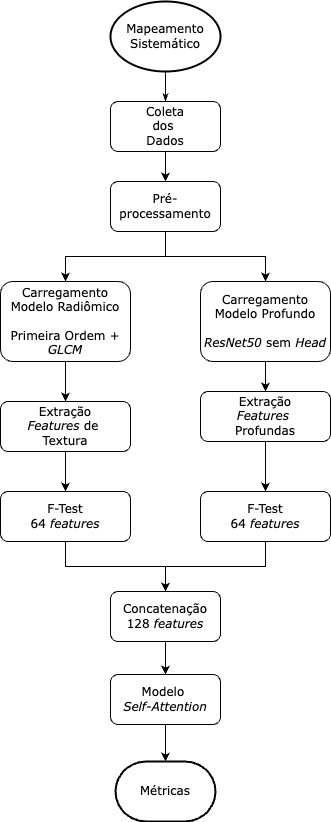 Mapeamento
Sistemático
Coleta
dos
Dados
Pré-
processamento
Carregamento
Modelo Radiômico
Primeira Ordem +
GLCM
Carregamento
Modelo Profundo
ResNet50 sem Head
Extração
Features de
Textura
Extração
Features
Profundas
F-Test
64 features
F-Test
64 features
Concatenação
128 features
Modelo
Self-Attention
Métricas